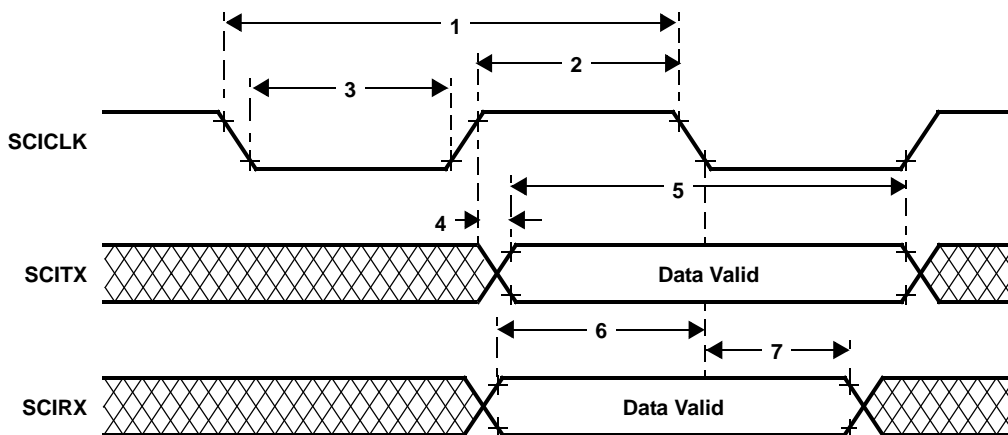 1
2
3
SCICLK
5
4
SCITX Data Valid
6
7
SCIRX Data Valid